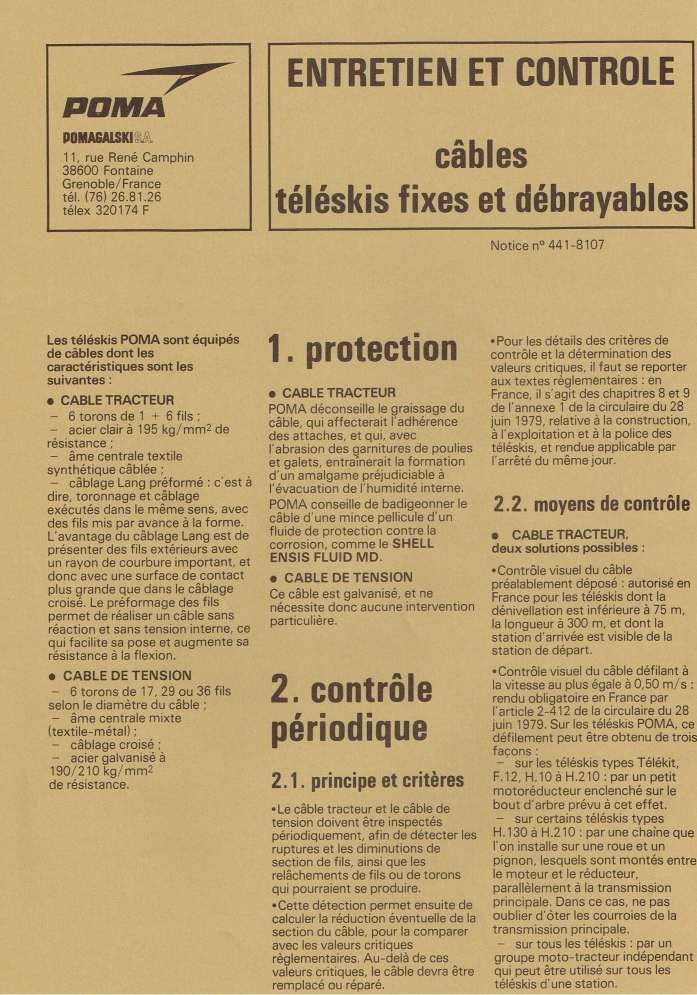 POMA
POMAGALSKI S.A.
11, rue René Camphin
38600 Fontaine
Grenoble/France
tél. (76) 26.81.26
télex 320174 F
ENTRETIEN ET CONTROLE
câbles
téléskis fixes et débrayables
Notice nº 441-8107
Les téléskis POMA sont équipés
de câbles dont les
caractéristiques sont les
suivantes :
● CABLE TRACTEUR
– 6 torons de 1 + 6 fils ;
– acier clair à 195 kg/mm² de
résistance ;
– âme centrale textile
synthétique câblée ;
– câblage Lang préformé : c'est à
dire, toronnage et câblage
exécutés dans le même sens, avec
des fils mis par avance à la forme.
L'avantage du câblage Lang est de
présenter des fils extérieurs avec
un rayon de courbure important, et
donc avec une surface de contact
plus grande que dans le câblage
croisé. Le préformage des fils
permet de réaliser un câble sans
réaction et sans tension interne, ce
qui facilite sa pose et augmente sa
résistance à la flexion.
● CABLE DE TENSION
– 6 torons de 17, 29 ou 36 fils
selon le diamètre du câble ;
– âme centrale mixte
(textile-métal) ;
– câblage croisé ;
– acier galvanisé à
190/210 kg/mm²
de résistance.
1. protection
● CABLE TRACTEUR
POMA déconseille le graissage du
câble, qui affecterait l'adhérence
des attaches, et qui, avec
l'abrasion des garnitures de poulies
et galets, entraînerait la formation
d'un amalgame préjudiciable à
l'évacuation de l'humidité interne.
POMA conseille de badigeonner le
câble d'une mince pellicule d'un
fluide de protection contre la
corrosion, comme le SHELL
ENSIS FLUID MD.
● CABLE DE TENSION
Ce câble est galvanisé, et ne
nécessite donc aucune intervention
particulière.
2. contrôle
périodique
2.1. principe et critères
•Le câble tracteur et le câble de
tension doivent être inspectés
périodiquement, afin de détecter les
ruptures et les diminutions de
section de fils, ainsi que les
relâchements de fils ou de torons
qui pourraient se produire.
•Cette détection permet ensuite de
calculer la réduction éventuelle de la
section du câble, pour la comparer
avec les valeurs critiques
règlementaires. Au-delà de ces
valeurs critiques, le câble devra être
remplacé ou réparé.
•Pour les détails des critères de
contrôle et la détermination des
valeurs critiques, il faut se reporter
aux textes règlementaires : en
France, il s'agit des chapitres 8 et 9
de l'annexe 1 de la circulaire du 28
juin 1979, relative à la construction,
à l'exploitation et à la police des
téléskis, et rendue applicable par
l'arrêté du même jour.
2.2. moyens de contrôle
● CABLE TRACTEUR,
deux solutions possibles :
•Contrôle visuel du câble
préalablement déposé : autorisé en
France pour les téléskis dont la
dénivellation est inférieure à 75 m,
la longueur à 300 m, et dont la
station d'arrivée est visible de la
station de départ.
•Contrôle visuel du câble défilant à
la vitesse au plus égale à 0,50 m/s :
rendu obligatoire en France par
l'article 2-412 de la circulaire du 28
juin 1979. Sur les téléskis POMA, ce
défilement peut être obtenu de trois
façons :
– sur les téléskis types Télékit,
F.12, H.10 à H.210 : par un petit
motoréducteur enclenché sur le
bout d'arbre prévu à cet effet.
– sur certains téléskis types
H.130 à H.210 : par une chaîne que
l'on installe sur une roue et un
pignon, lesquels sont montés entre
le moteur et le réducteur,
parallèlement à la transmission
principale. Dans ce cas, ne pas
oublier d'ôter les courroies de la
transmission principale.
– sur tous les téléskis : par un
groupe moto-tracteur indépendant
qui peut être utilisé sur tous les
téléskis d'une station.